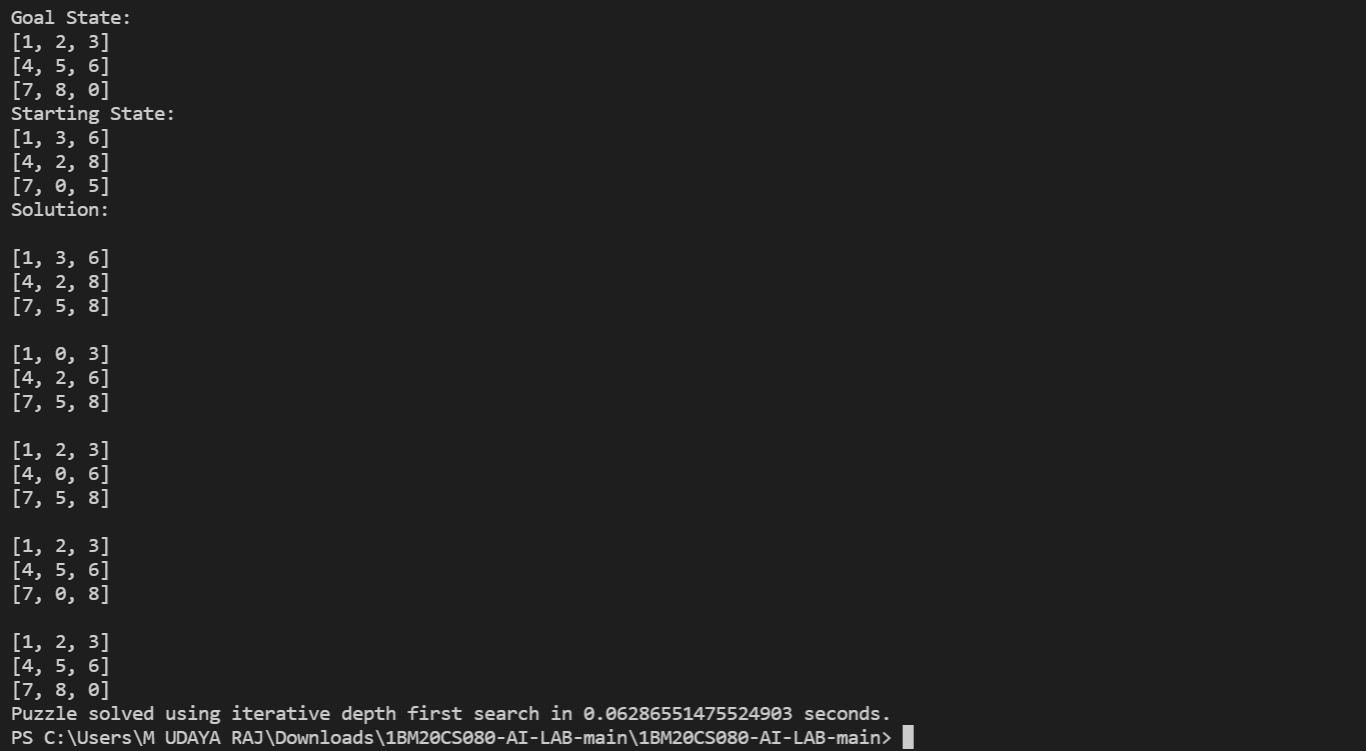 Goal State:
[1, 2, 3]
[4, 5, 6]
[7, 8, 0]
Starting State:
[1, 3, 6]
[4, 2, 8]
[7, 0, 5]
Solution:
[1, 3, 6]
[4, 2, 8]
[7, 5, 8]
[1, 0, 3]
[4, 2, 6]
[7, 5, 8]
[1, 2, 3]
[4, 0, 6]
[7, 5, 8]
[1, 2, 3]
[4, 5, 6]
[7, 0, 8]
[1, 2, 3]
[4, 5, 6]
[7, 8, 0]
Puzzle solved using iterative depth first search in 0.06286551475524903 seconds.
PS C:\Users\M UDAYA RAJ\Downloads\1BM20CS080-AI-LAB-main\1BM20CS080-AI-LAB-main>